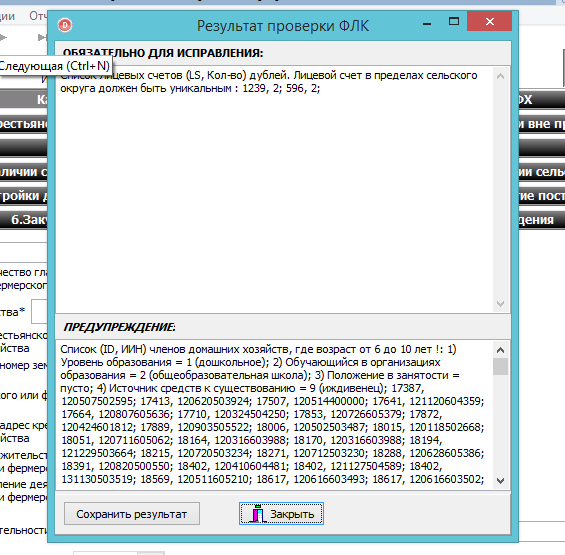 Результат проверки ФЛК
ОБЯЗАТЕЛЬНО ДЛЯ ИСПРАВЛЕНИЯ:
Следующая (Ctrl+N)
Список Лицевых счетов (LS, Кол-во) дублей. Лицевой счет в пределах сельского
округа должен быть уникальным : 1239, 2; 596, 2;
6.Заку
ПРЕДУПРЕЖДЕНИЕ:
Список (ID, ИИН) членов домашних хозяйств, где возраст от 6 до 10 лет !: 1)
Уровень образования = 1 (дошкольное); 2) Обучающийся в организациях
образования = 2 (общеобразовательная школа); 3) Положение в занятости =
пусто; 4) Источник средств к существованию = 9 (иждивенец); 17387,
120507502595; 17413, 120620503924; 17507, 120514400000; 17641, 121120604359;
17664, 120807605636; 17710, 120324504250; 17853, 120726605379; 17872,
120424601812; 17889, 120903505522; 18006, 120502503487; 18015, 120118502668;
18051, 120711605062; 18164, 120316603988; 18170, 120316603988; 18194,
121229503664; 18215, 120720503234; 18271, 120712503230; 18288, 120628605386;
18391, 120820500550; 18402, 120410604481; 18402, 121127504589; 18402,
131130503519; 18569, 120511605210; 18617, 120616603493; 18617, 120616603502;
Сохранить результат
Закрыть